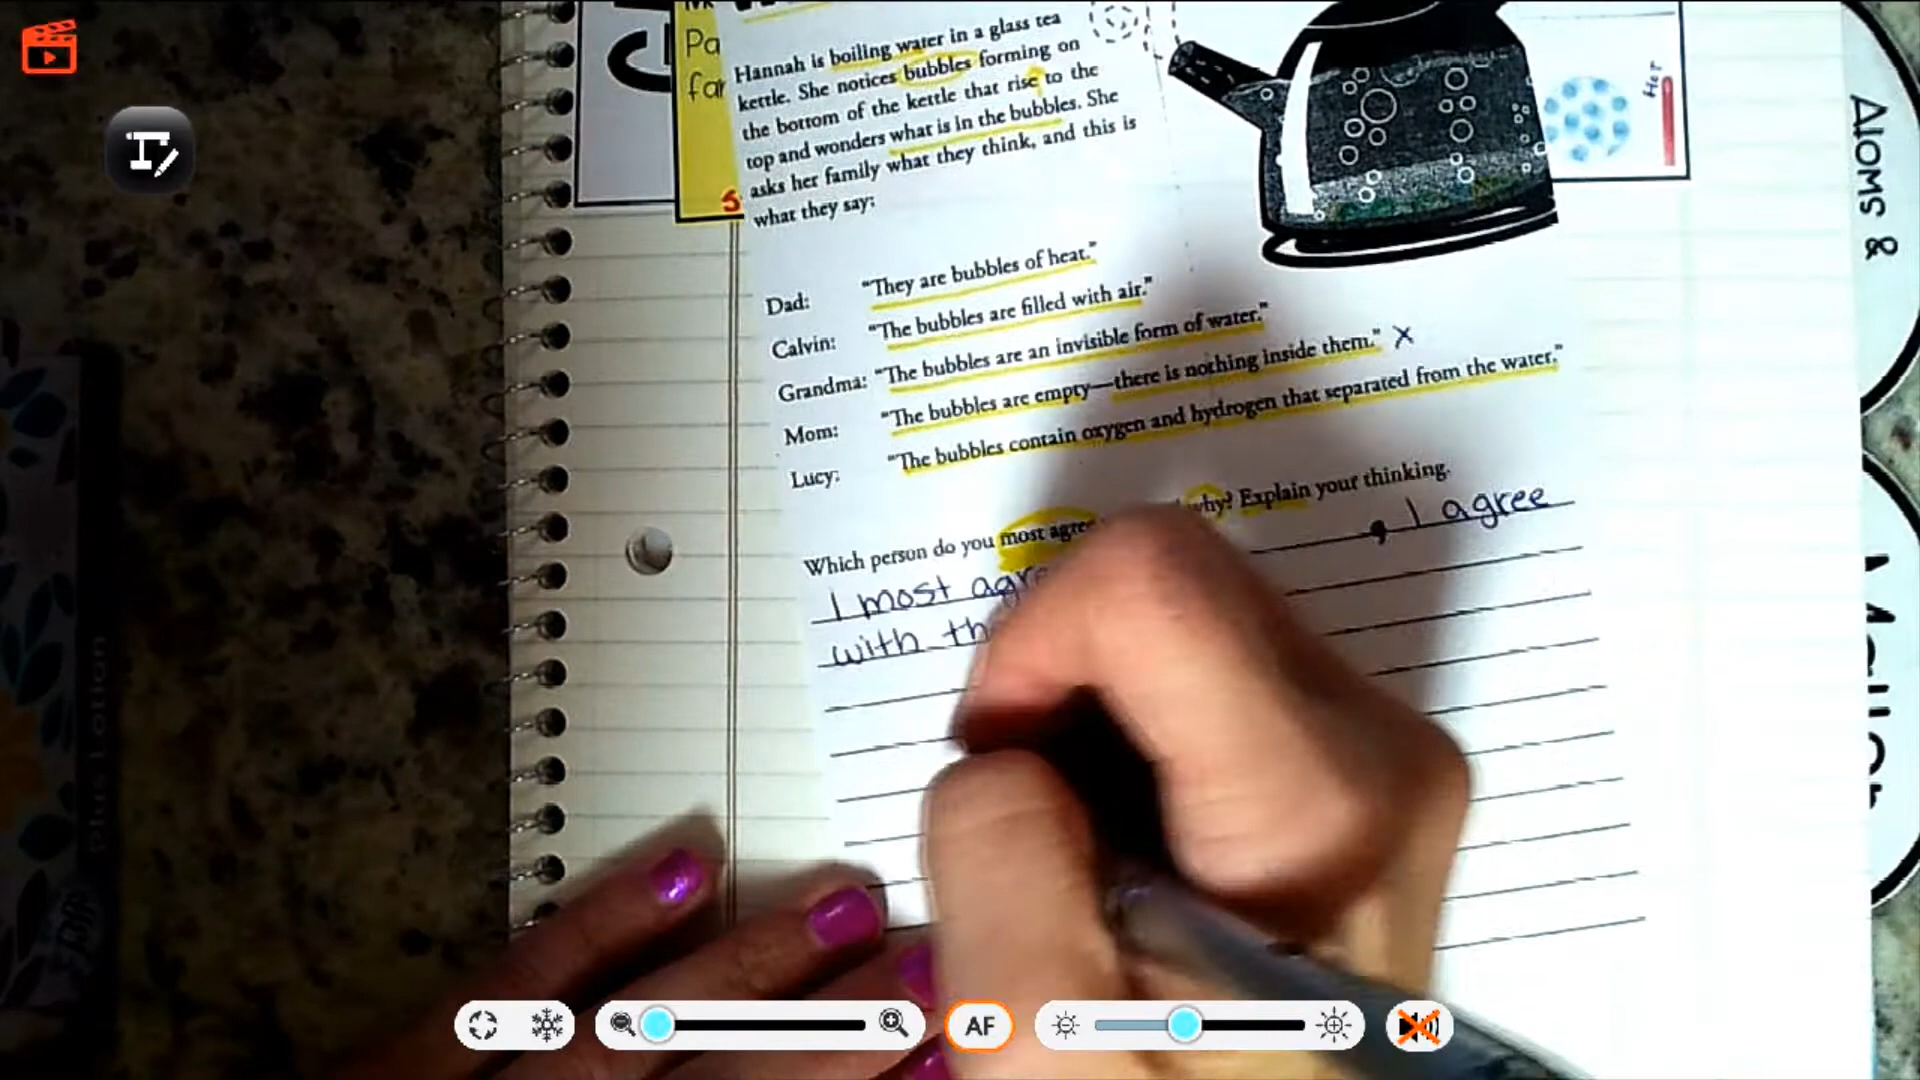 Pa
far
S
Hannah is boiling water in a glass tea
kettle. She notices bubbles forming on
the bottom of the kettle that rise to the
top and wonders what is in the bubbles. She
asks her family what they think, and this is
what they say:
Dad: "They are bubbles of heat."
Calvin: "The bubbles are filled with air."
Grandma: "The bubbles are an invisible form of water."
Mom: "The bubbles are empty—there is nothing inside them." X
Lucy: "The bubbles contain oxygen and hydrogen that separated from the water."
Which person do you most agree why? Explain your thinking.
I most agre , I agree
with th
Atoms &
Plus Lotion
AF